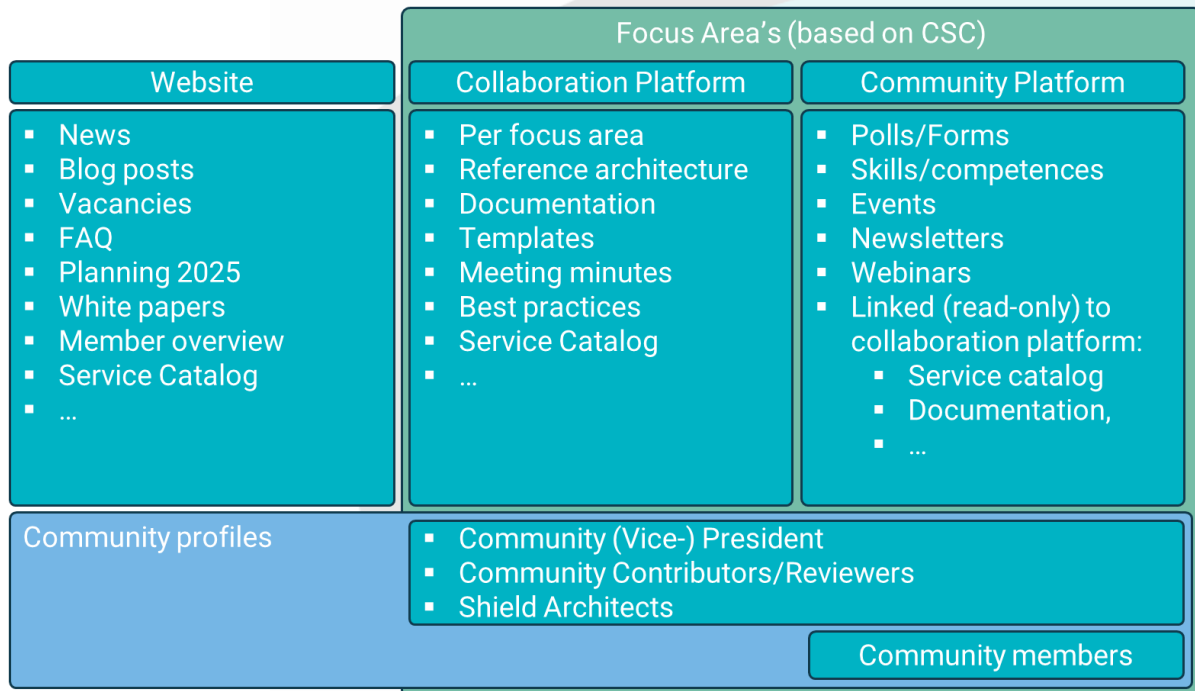 Focus Area’s (based on CSC)
Website
▪ News
▪ Blog posts
▪ Vacancies
▪ FAQ
▪ Planning 2025
▪ White papers
▪ Member overview
▪ Service Catalog
▪ …
Collaboration Platform
▪ Per focus area
▪ Reference architecture
▪ Documentation
▪ Templates
▪ Meeting minutes
▪ Best practices
▪ Service Catalog
▪ …
Community Platform
▪ Polls/Forms
▪ Skills/competences
▪ Events
▪ Newsletters
▪ Webinars
▪ Linked (read-only) to
collaboration platform:
▪ Service catalog
▪ Documentation,
▪ …
Community profiles
▪ Community (Vice-) President
▪ Community Contributors/Reviewers
▪ Shield Architects
Community members